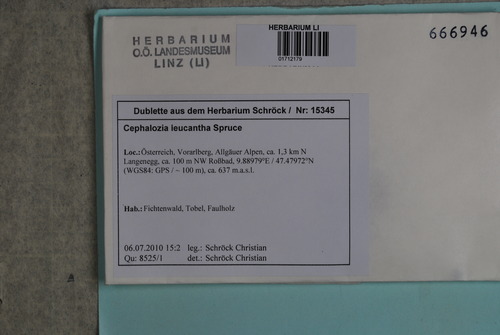 HERBARIUM
O.Ö. LANDESMUSEUM
LINZ (LI)
HERBARIUM LI
01712179
666946
Dublette aus dem Herbarium Schröck / Nr: 15345
Cephalozia leucantha Spruce
Loc.: Österreich, Vorarlberg, Allgäuer Alpen, ca. 1,3 km N
Langenegg, ca. 100 m NW Roßbad, 9.88979°E / 47.47972°N
(WGS84: GPS / ~ 100 m), ca. 637 m.a.s.l.
Hab.: Fichtenwald, Tobel, Faulholz
06.07.2010 15:2 leg.: Schröck Christian
Qu: 8525/1 det.: Schröck Christian